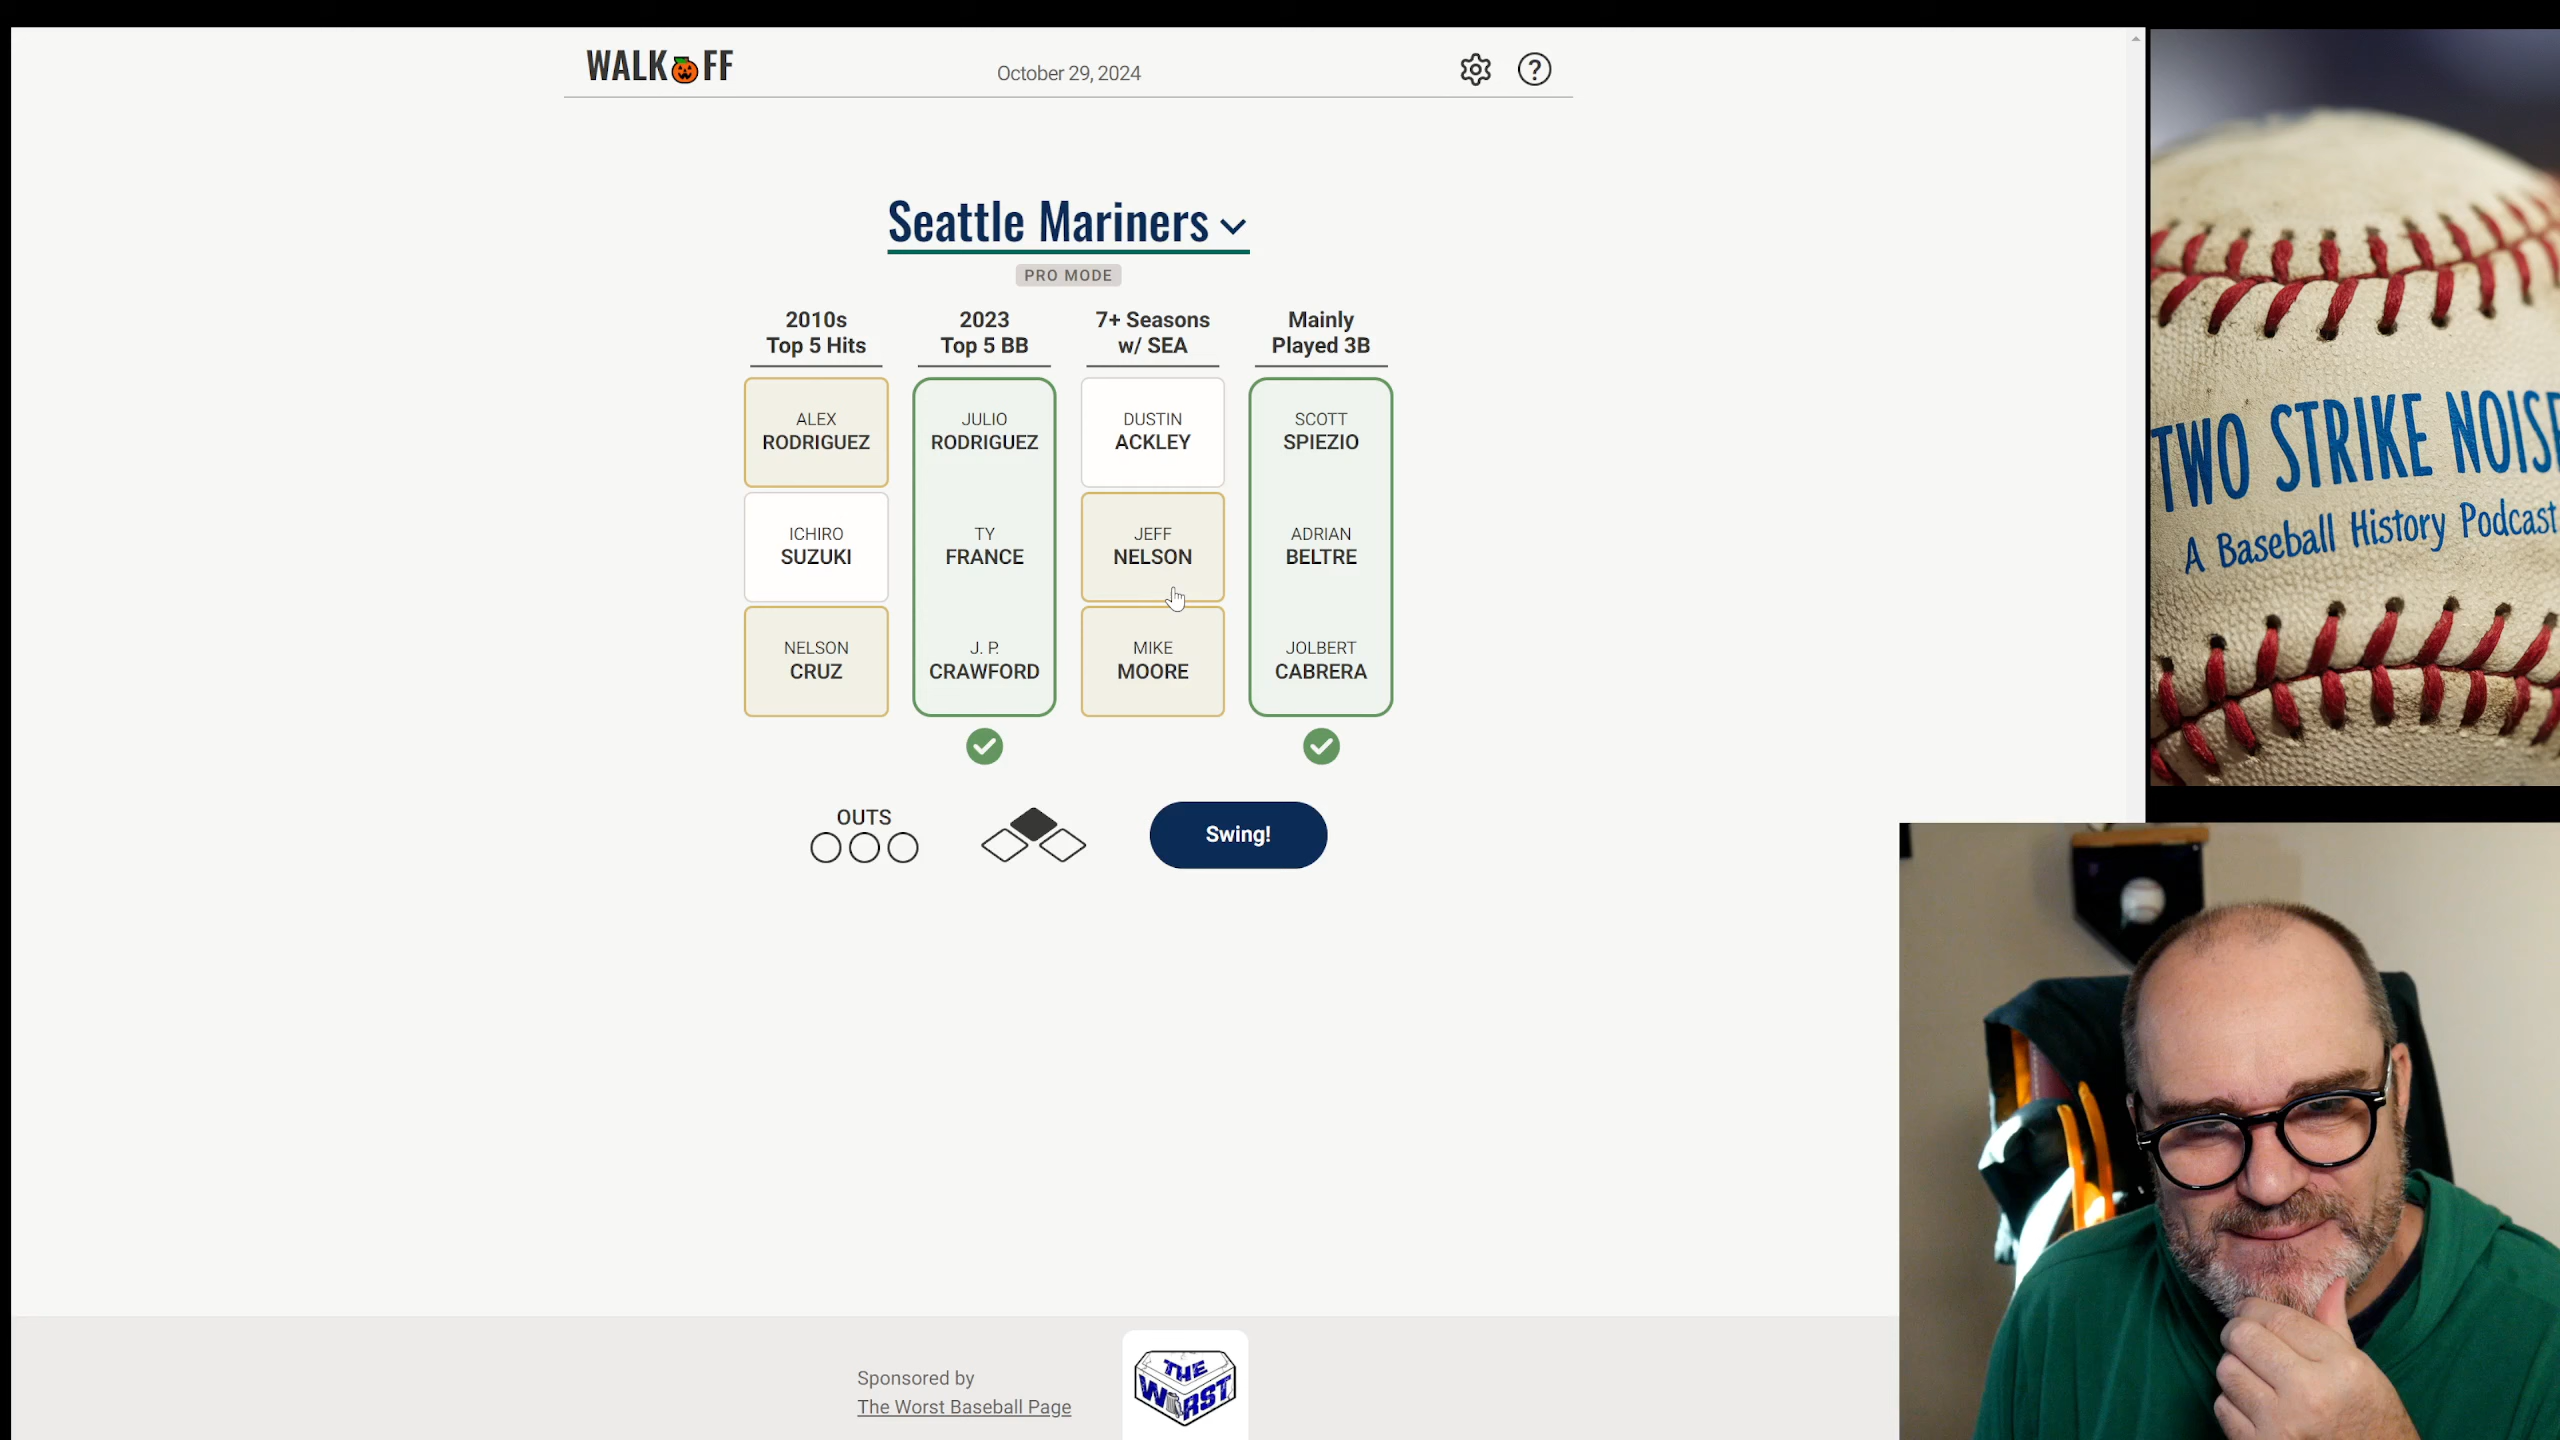 WALK FF
October 29, 2024
?
Seattle Mariners
PRO MODE
2010s
Top 5 Hits
2023
Top 5 BB
7+ Seasons
w/ SEA
Mainly
Played 3B
ALEX
RODRIGUEZ
JULIO
RODRIGUEZ
DUSTIN
ACKLEY
SCOTT
SPIEZIO
ICHIRO
SUZUKI
TY
FRANCE
JEFF
NELSON
ADRIAN
BELTRE
NELSON
CRUZ
J. P.
CRAWFORD
MIKE
MOORE
JOLBERT
CABRERA
OUTS
Swing!
TWO STRIKE NOISE
A Baseball History Podcast
Sponsored by
The Worst Baseball Page
THE
WORST